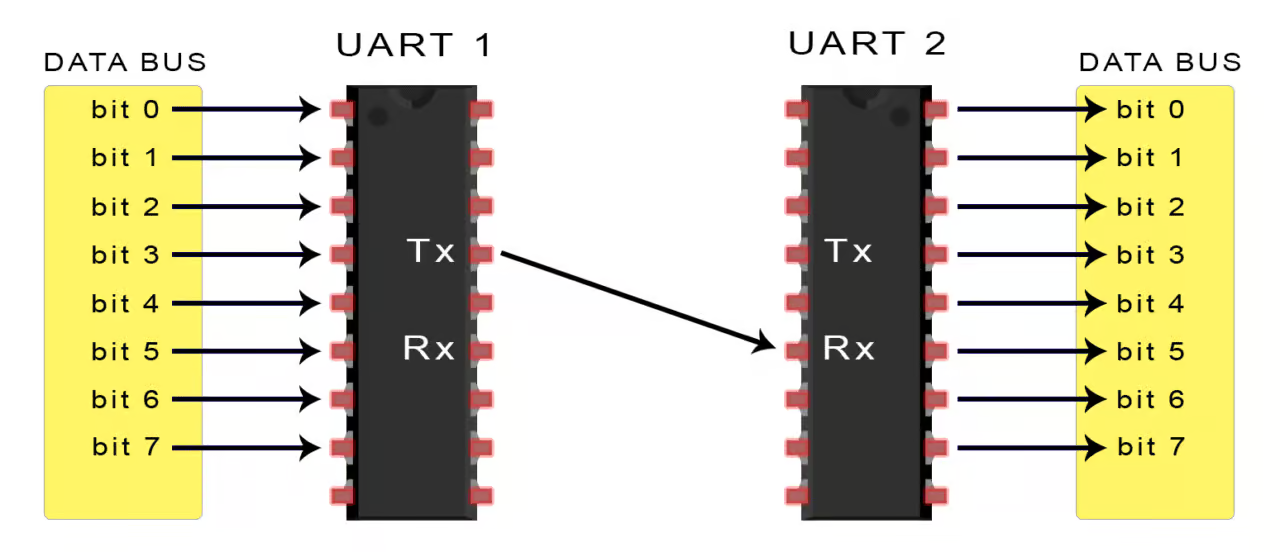 UART 1
UART 2
DATA BUS
DATA BUS
bit 0
bit 1
bit 2
bit 3
bit 4
bit 5
bit 6
bit 7
Tx
Rx
Tx
Rx
bit 0
bit 1
bit 2
bit 3
bit 4
bit 5
bit 6
bit 7